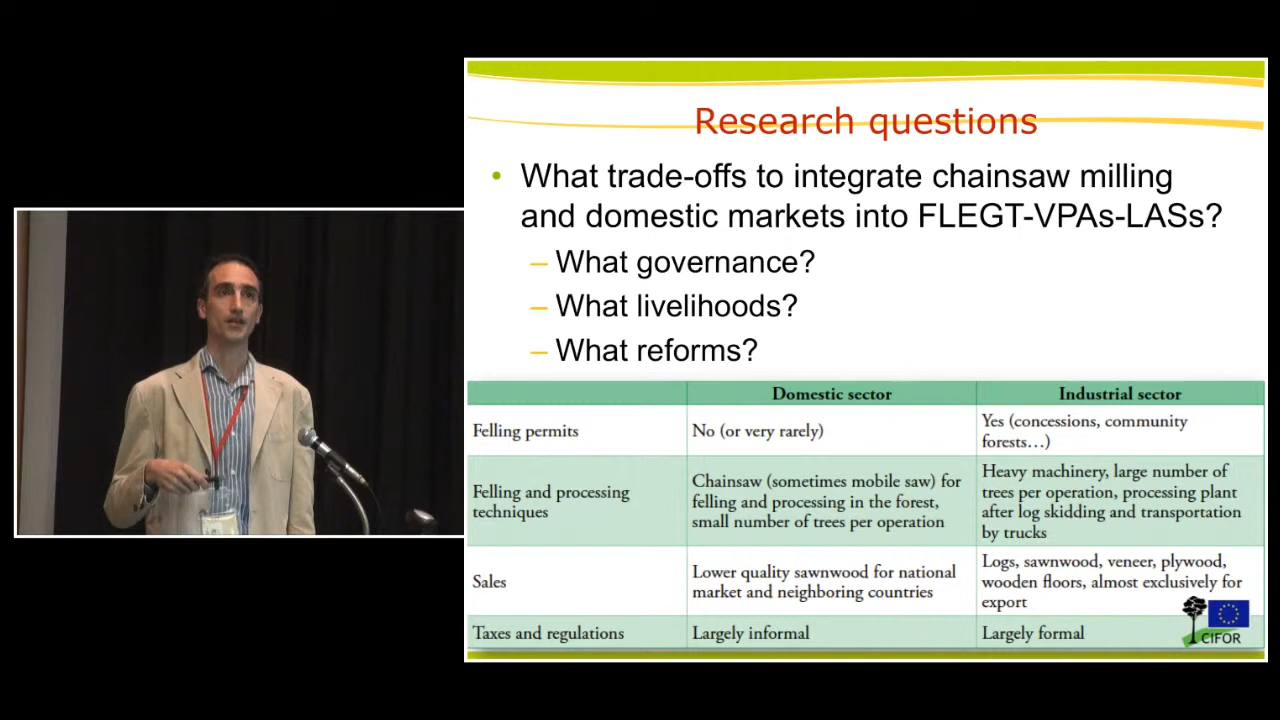 Research questions
• What trade-offs to integrate chainsaw milling
and domestic markets into FLEGT-VPAs-LASs?
– What governance?
– What livelihoods?
– What reforms?
Domestic sector
Industrial sector
Felling permits
No (or very rarely)
Yes (concessions, community
forests…)
Felling and processing
techniques
Chainsaw (sometimes mobile saw) for
felling and processing in the forest,
small number of trees per operation
Heavy machinery, large number of
trees per operation, processing plant
after log skidding and transportation
by trucks
Sales
Lower quality sawnwood for national
market and neighboring countries
Logs, sawnwood, veneer, plywood,
wooden floors, almost exclusively for
export
Taxes and regulations
Largely informal
Largely formal
CIFOR